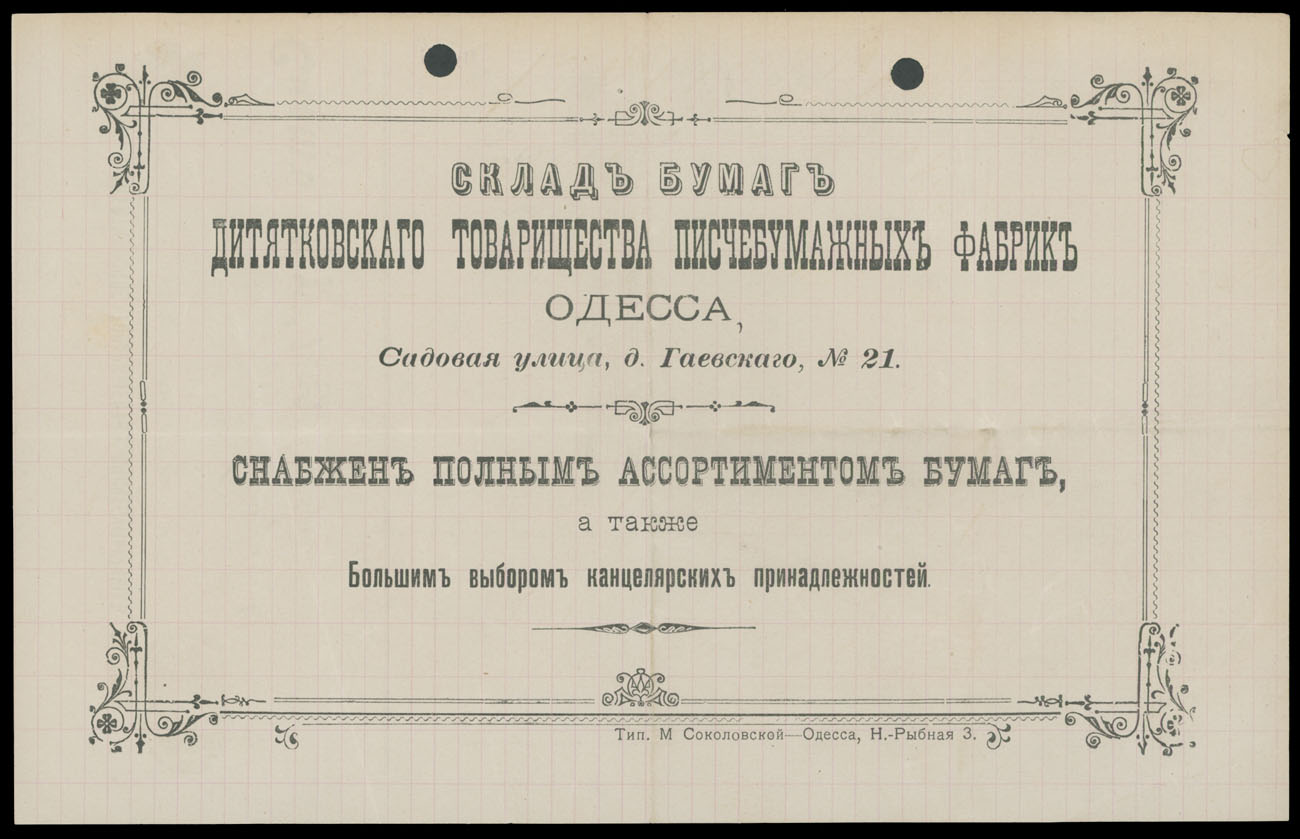 СКЛАДЪ БУМАГЪ
ДИТЯТКОВСКАГО ТОВАРИЩЕСТВА ПИСЧЕБУМАЖНЫХЪ ФАБРИКЪ
ОДЕССА,
Садовая улица, д. Гаевскаго, № 21.
СНАБЖЕНЪ ПОЛНЫМЪ АССОРТИМЕНТОМЪ БУМАГЪ,
а также
Большимъ выборомъ канцелярскихъ принадлежностей.
Тип. М Соколовской—Одесса, Н.-Рыбная 3.